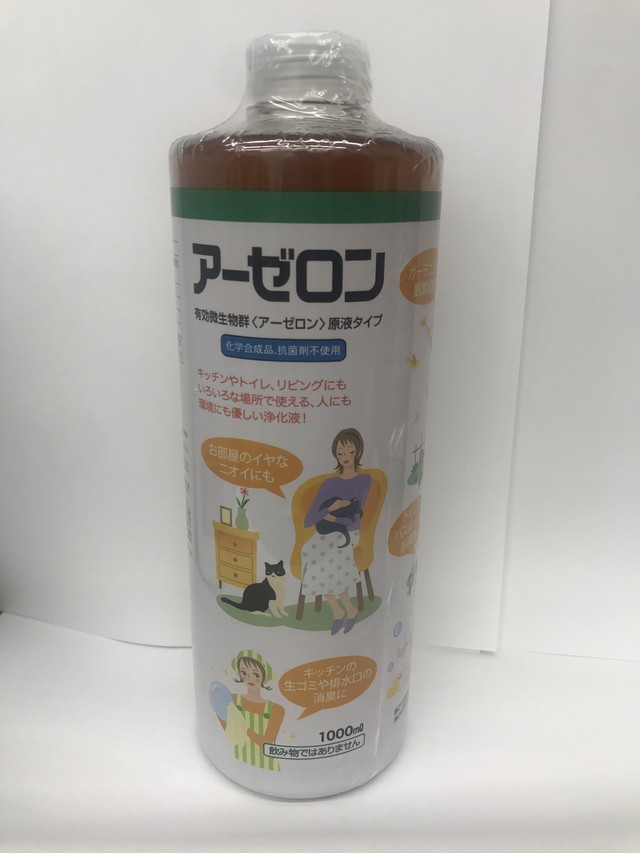 アーゼロン
有効微生物群〈アーゼロン〉原液タイプ
化学合成品、抗菌剤不使用
キッチンやトイレ、リビングにも
いろいろな場所で使える、人にも
環境にも優しい浄化液！
お部屋のイヤな
ニオイにも
キッチンの
生ゴミや排水口の
消臭に
1000mℓ
飲み物ではありません